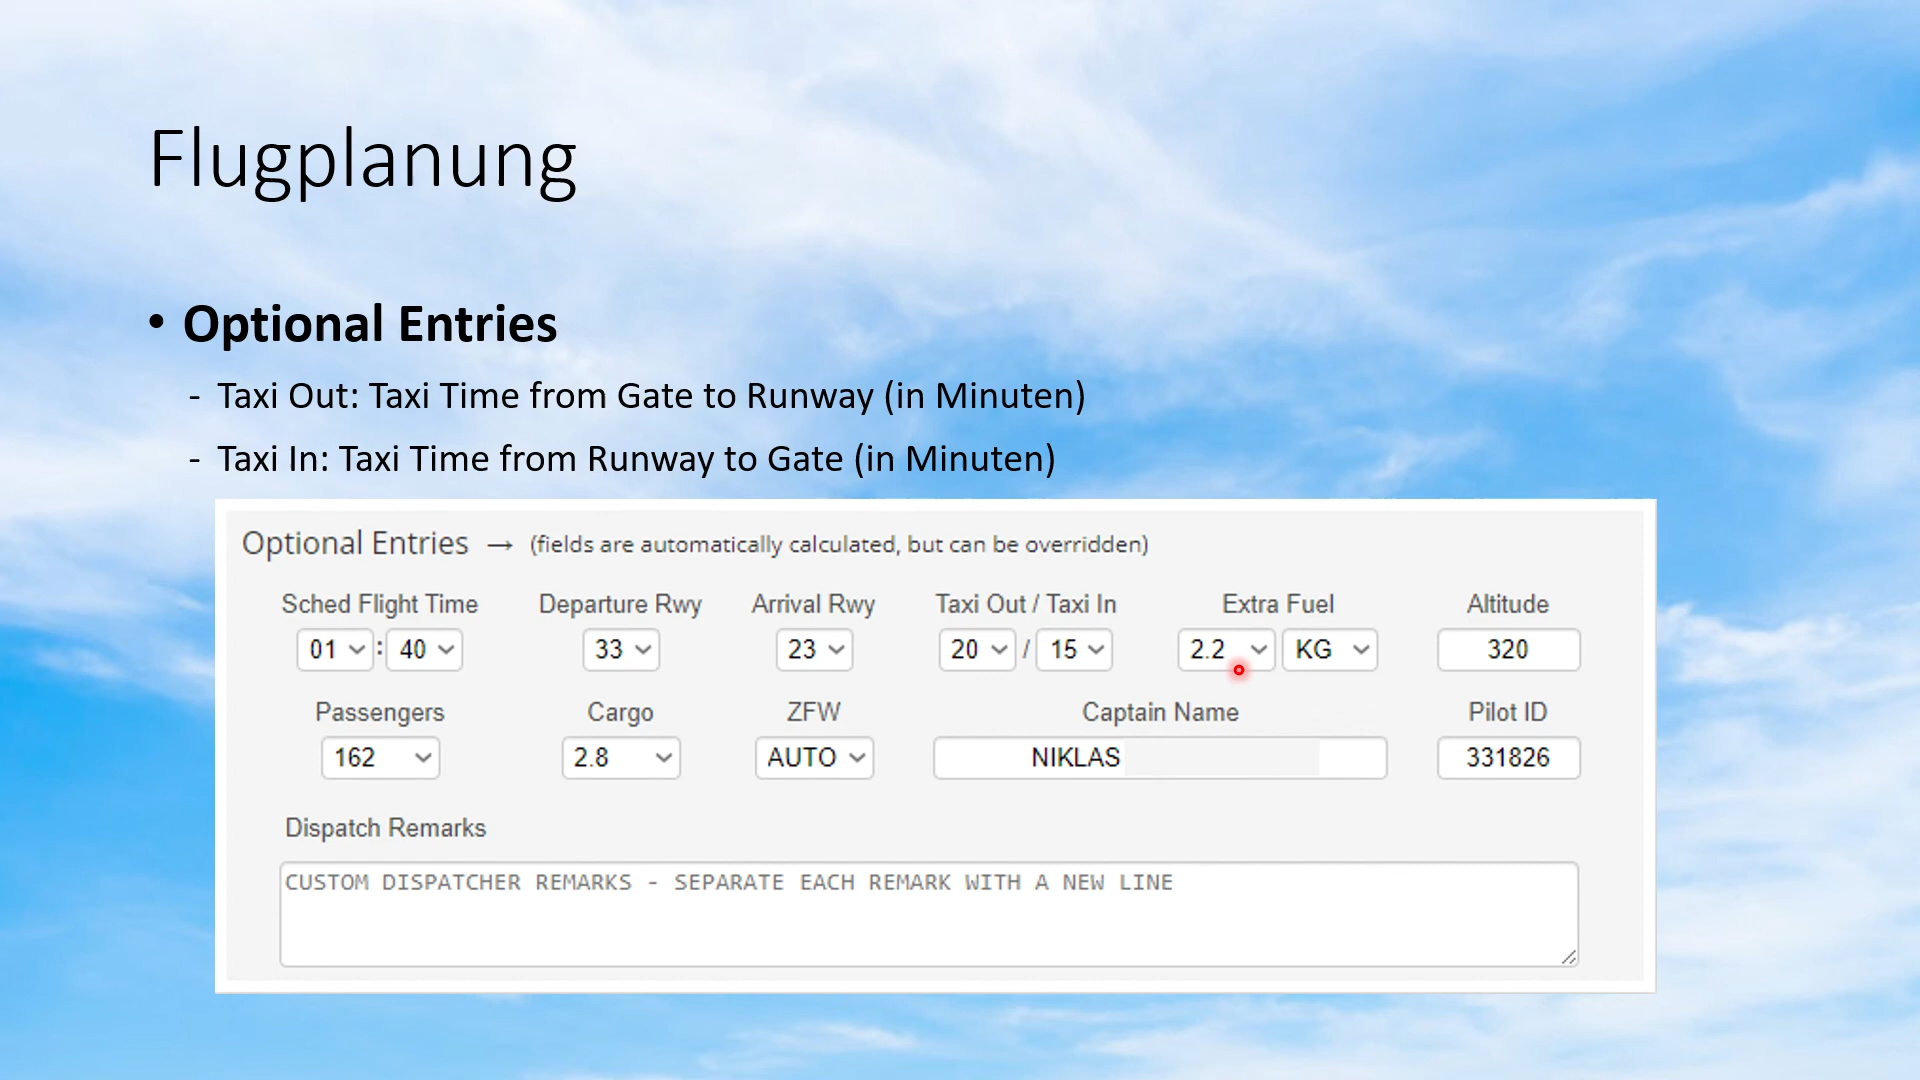 Flugplanung
• Optional Entries
- Taxi Out: Taxi Time from Gate to Runway (in Minuten)
- Taxi In: Taxi Time from Runway to Gate (in Minuten)
Optional Entries → (fields are automatically calculated, but can be overridden)
Sched Flight Time Departure Rwy Arrival Rwy Taxi Out / Taxi In Extra Fuel Altitude
01 : 40 33 23 20 / 15 2.2 KG 320
Passengers Cargo ZFW Captain Name Pilot ID
162 2.8 AUTO NIKLAS 331826
Dispatch Remarks
CUSTOM DISPATCHER REMARKS - SEPARATE EACH REMARK WITH A NEW LINE